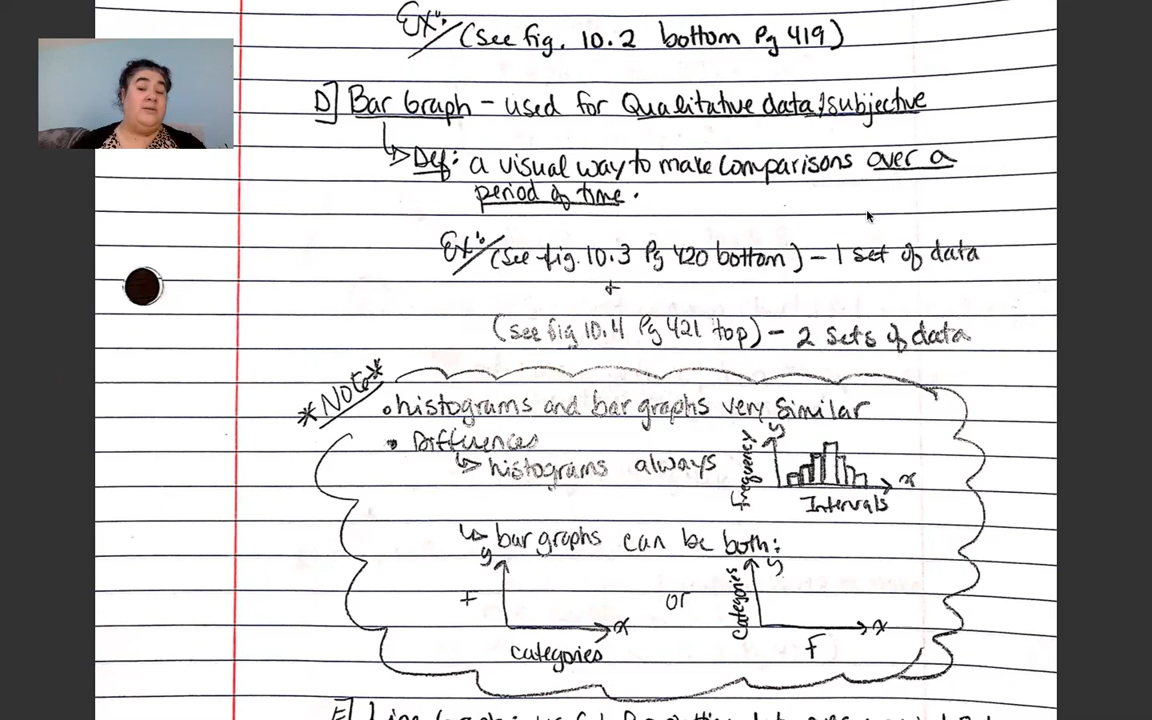 Ex:/(See fig. 10.2 bottom Pg 419)
D] Bar Graph - used for Qualitative data/subjective
↳ Def: a visual way to make comparisons over a
period of time.
Ex:/(See fig. 10.3 Pg 420 bottom) - 1 set of data
+
(see fig 10.4 Pg 421 top) - 2 sets of data
*Note*
• histograms and bar graphs very similar
• Differences
↳ histograms always
frequency
y
x
Intervals
↳ bar graphs can be both:
y
f
x
categories
or
Categories
y
x
F
E] Line Graph: